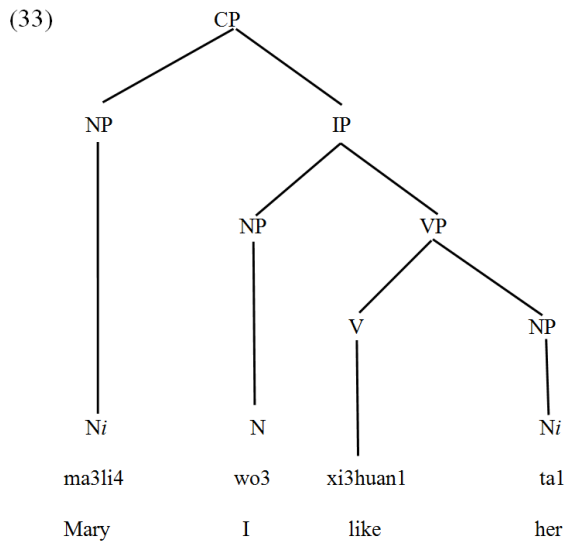 (33)
CP
NP IP
NP VP
V NP
Ni N Ni
ma3li4 wo3 xi3huan1 ta1
Mary I like her